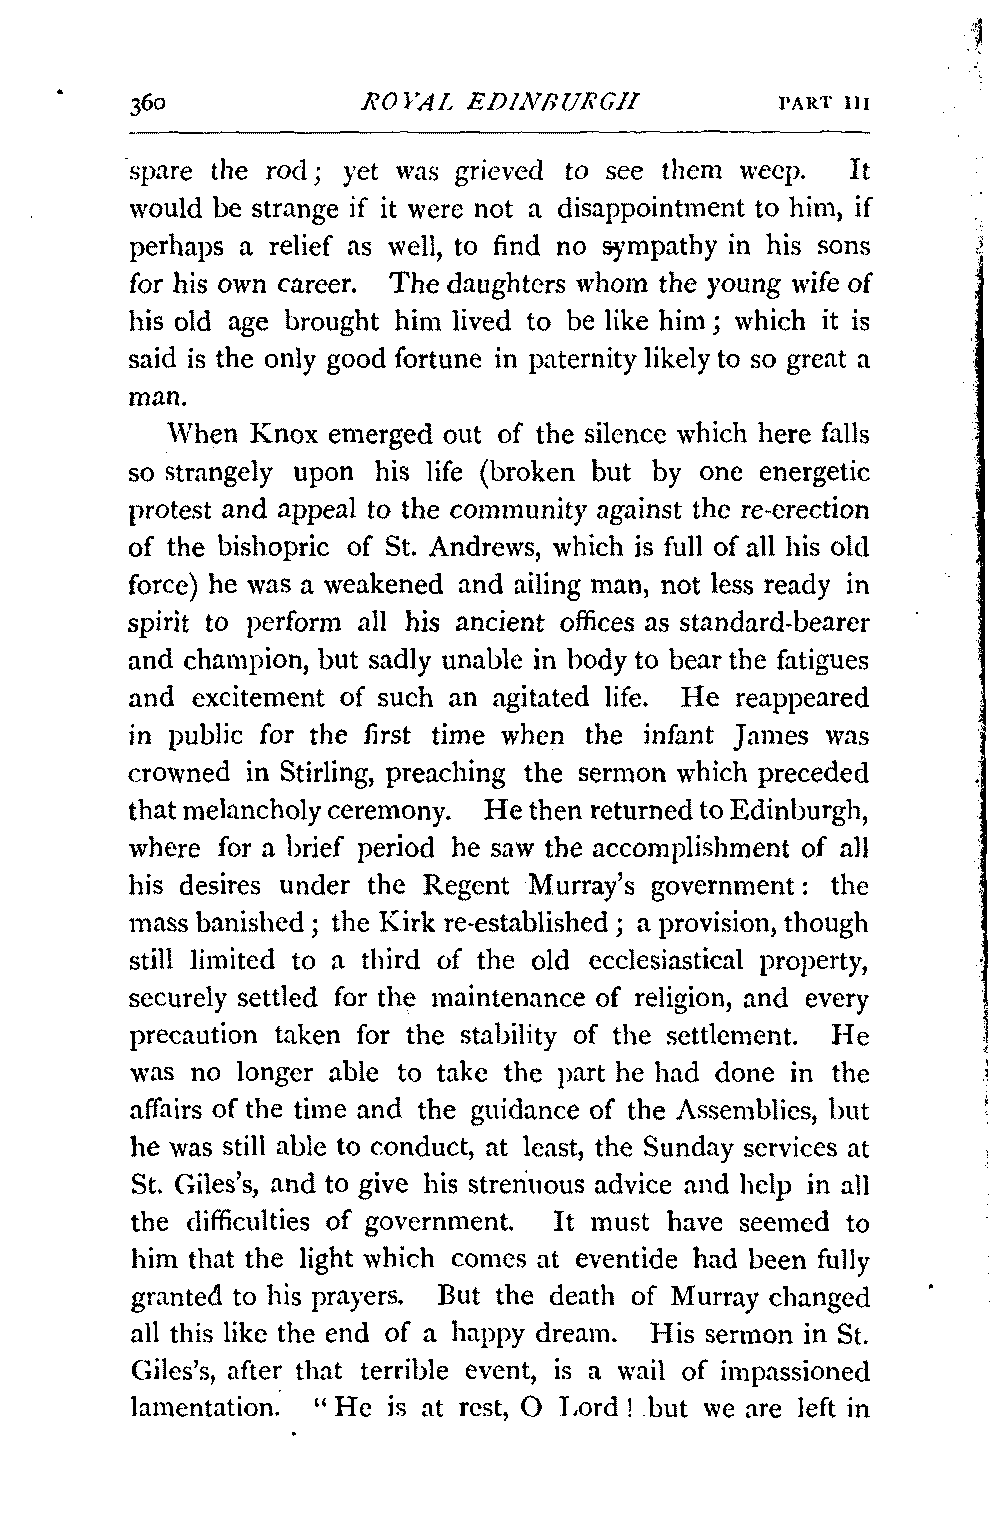 360 ROYAL EDINBURGH PART III
spare the rod; yet was grieved to see them weep. It
would be strange if it were not a disappointment to him, if
perhaps a relief as well, to find no sympathy in his sons
for his own career. The daughters whom the young wife of
his old age brought him lived to be like him; which it is
said is the only good fortune in paternity likely to so great a
man.
When Knox emerged out of the silence which here falls
so strangely upon his life (broken but by one energetic
protest and appeal to the community against the re-erection
of the bishopric of St. Andrews, which is full of all his old
force) he was a weakened and ailing man, not less ready in
spirit to perform all his ancient offices as standard-bearer
and champion, but sadly unable in body to bear the fatigues
and excitement of such an agitated life. He reappeared
in public for the first time when the infant James was
crowned in Stirling, preaching the sermon which preceded
that melancholy ceremony. He then returned to Edinburgh,
where for a brief period he saw the accomplishment of all
his desires under the Regent Murray's government: the
mass banished; the Kirk re-established; a provision, though
still limited to a third of the old ecclesiastical property,
securely settled for the maintenance of religion, and every
precaution taken for the stability of the settlement. He
was no longer able to take the part he had done in the
affairs of the time and the guidance of the Assemblies, but
he was still able to conduct, at least, the Sunday services at
St. Giles's, and to give his strenuous advice and help in all
the difficulties of government. It must have seemed to
him that the light which comes at eventide had been fully
granted to his prayers. But the death of Murray changed
all this like the end of a happy dream. His sermon in St.
Giles's, after that terrible event, is a wail of impassioned
lamentation. "He is at rest, O Lord! but we are left in